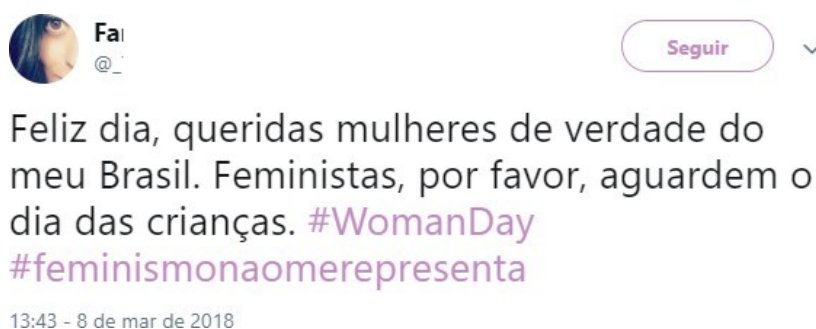 Seguir
Feliz dia, queridas mulheres de verdade do
meu Brasil. Feministas, por favor, aguardem o
dia das crianças. #WomanDay
#feminismonaomerepresenta
13:43 - 8 de mar de 2018